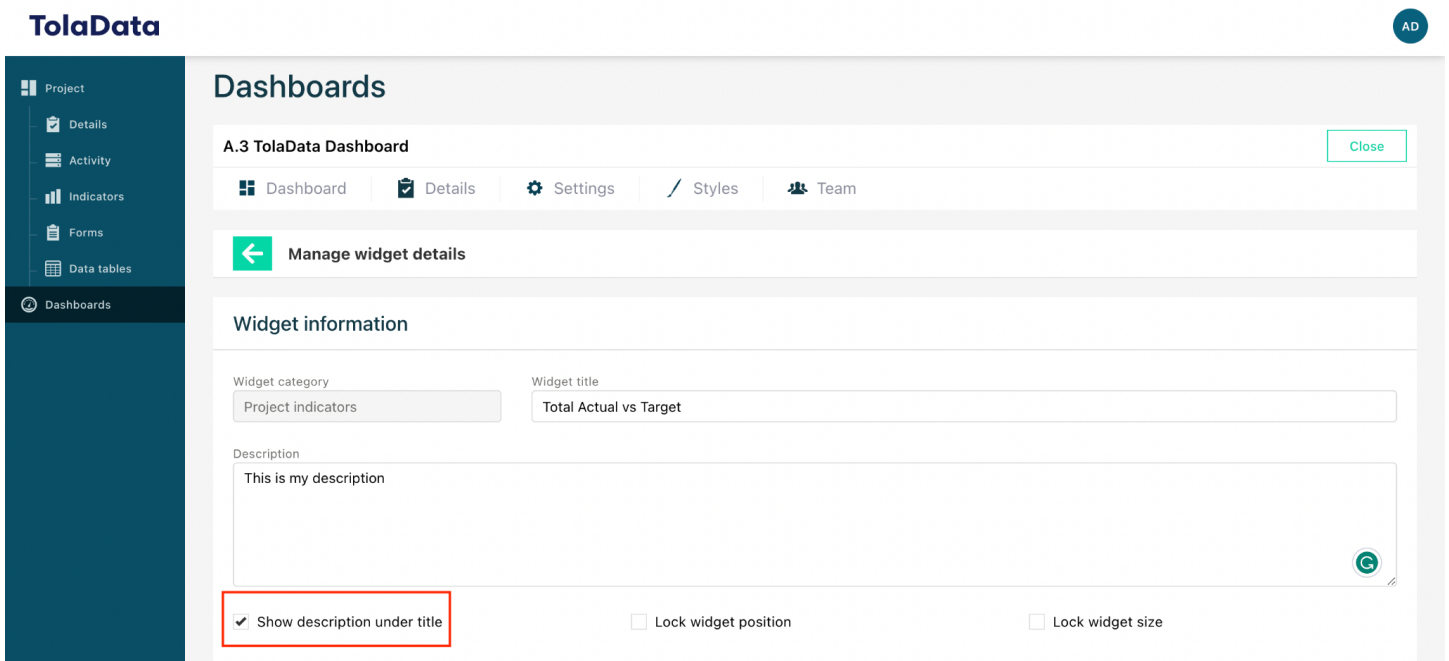 TolaData
AD
Project
Details
Activity
Indicators
Forms
Data tables
Dashboards
Dashboards
A.3 TolaData Dashboard
Close
Dashboard Details Settings Styles Team
Manage widget details
Widget information
Widget category Widget title
Project indicators Total Actual vs Target
Description
This is my description
G
Show description under title Lock widget position Lock widget size